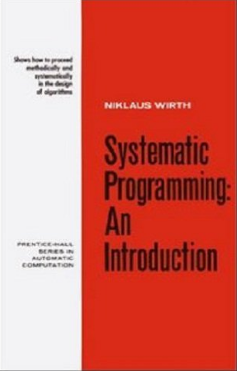 Shows how to proceed
methodically and
systematically
in the design
of algorithms
NIKLAUS WIRTH
Systematic
Programming:
An
Introduction
PRENTICE-HALL
SERIES IN
AUTOMATIC
COMPUTATION